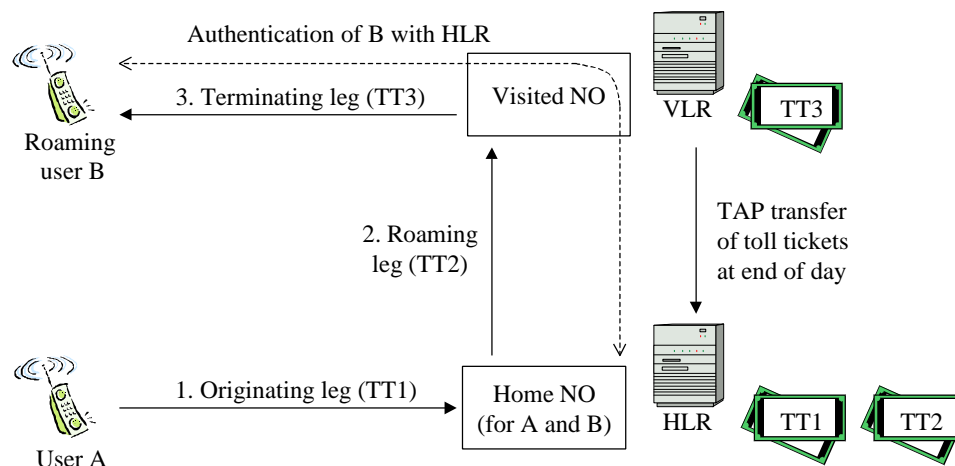 Authentication of B with HLR
3. Terminating leg (TT3)
Visited NO
VLR
TT3
Roaming
user B
2. Roaming
leg (TT2)
TAP transfer
of toll tickets
at end of day
1. Originating leg (TT1)
Home NO
(for A and B)
HLR
TT1
TT2
User A